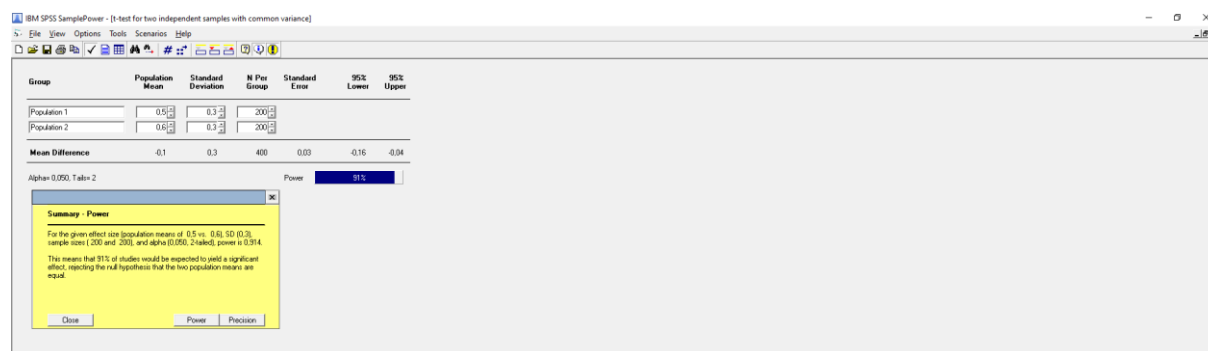 IBM SPSS SamplePower - [t-test for two independent samples with common variance]
File View Options Tools Scenarios Help
Group Population Mean Standard Deviation N Per Group Standard Error 95% Lower 95% Upper
Population 1 0,5 0,3 200
Population 2 0,6 0,3 200
Mean Difference -0,1 0,3 400 0,03 -0,16 -0,04
Alpha= 0,050, Tails= 2 Power 91%
Summary - Power
For the given effect size (population means of 0,5 vs. 0,6), SD (0,3),
sample sizes ( 200 and 200), and alpha (0,050, 2-tailed), power is 0,914.
This means that 91% of studies would be expected to yield a significant
effect, rejecting the null hypothesis that the two population means are
equal.
Close Power Precision